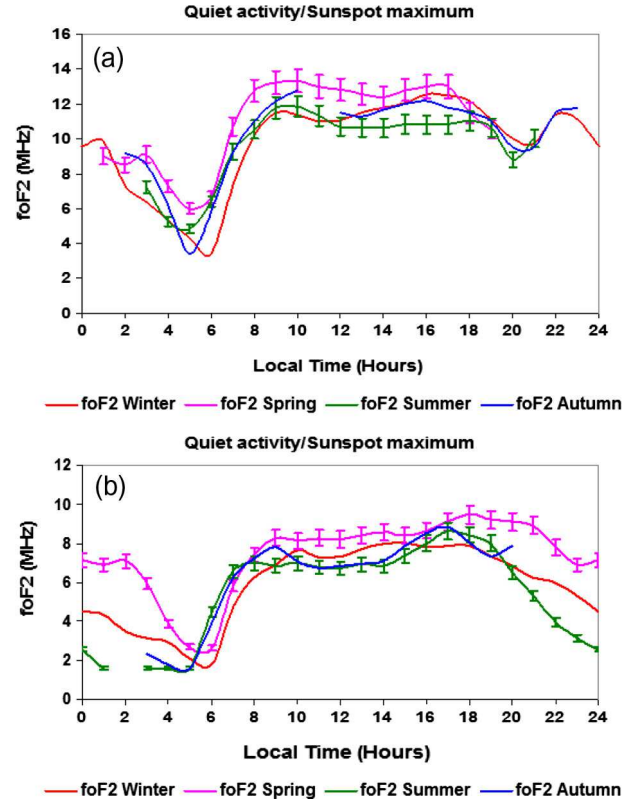 Quiet activity/Sunspot maximum
(a)
foF2 (MHz)
16
14
12
10
8
6
4
2
0
0 2 4 6 8 10 12 14 16 18 20 22 24
Local Time (Hours)
foF2 Winter foF2 Spring foF2 Summer foF2 Autumn
Quiet activity/Sunspot maximum
(b)
foF2 (MHz)
12
10
8
6
4
2
0
0 2 4 6 8 10 12 14 16 18 20 22 24
Local Time (Hours)
foF2 Winter foF2 Spring foF2 Summer foF2 Autumn